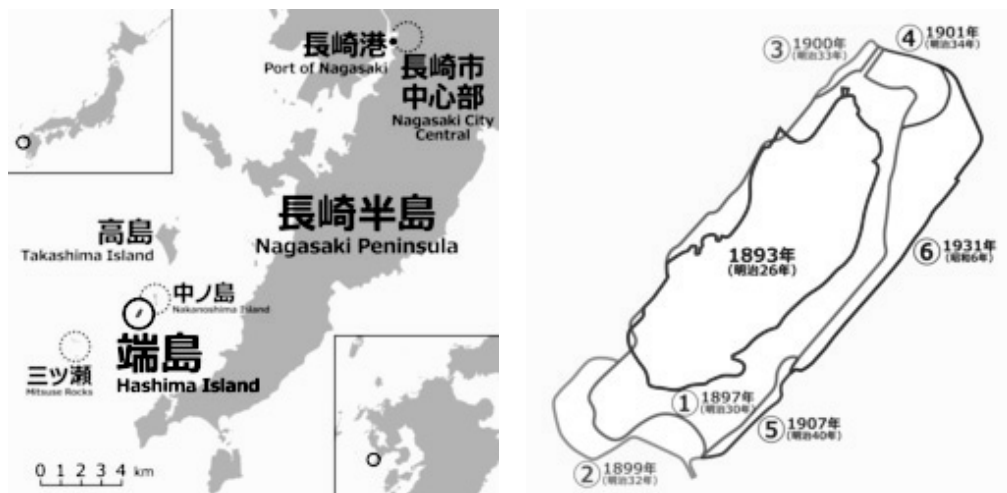 長崎港
Port of Nagasaki
長崎市
中心部
Nagasaki City
Central
長崎半島
Nagasaki Peninsula
高島
Takashima Island
中ノ島
Nakanoshima Island
端島
Hashima Island
三ツ瀬
Mitsuse Rocks
0 1 2 3 4 km
③ 1900年
(明治33年)
④ 1901年
(明治34年)
1893年
(明治26年)
⑥ 1931年
(昭和6年)
① 1897年
(明治30年)
⑤ 1907年
(明治40年)
② 1899年
(明治32年)